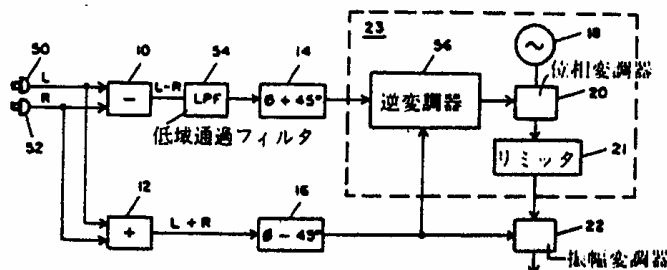 23
50
L
10
54
14
56
18
L-R
LPF
φ+45°
逆変調器
位相変調器
20
R
52
低域通過フィルタ
リミッタ
21
12
16
L+R
φ-45°
22
振幅変調器